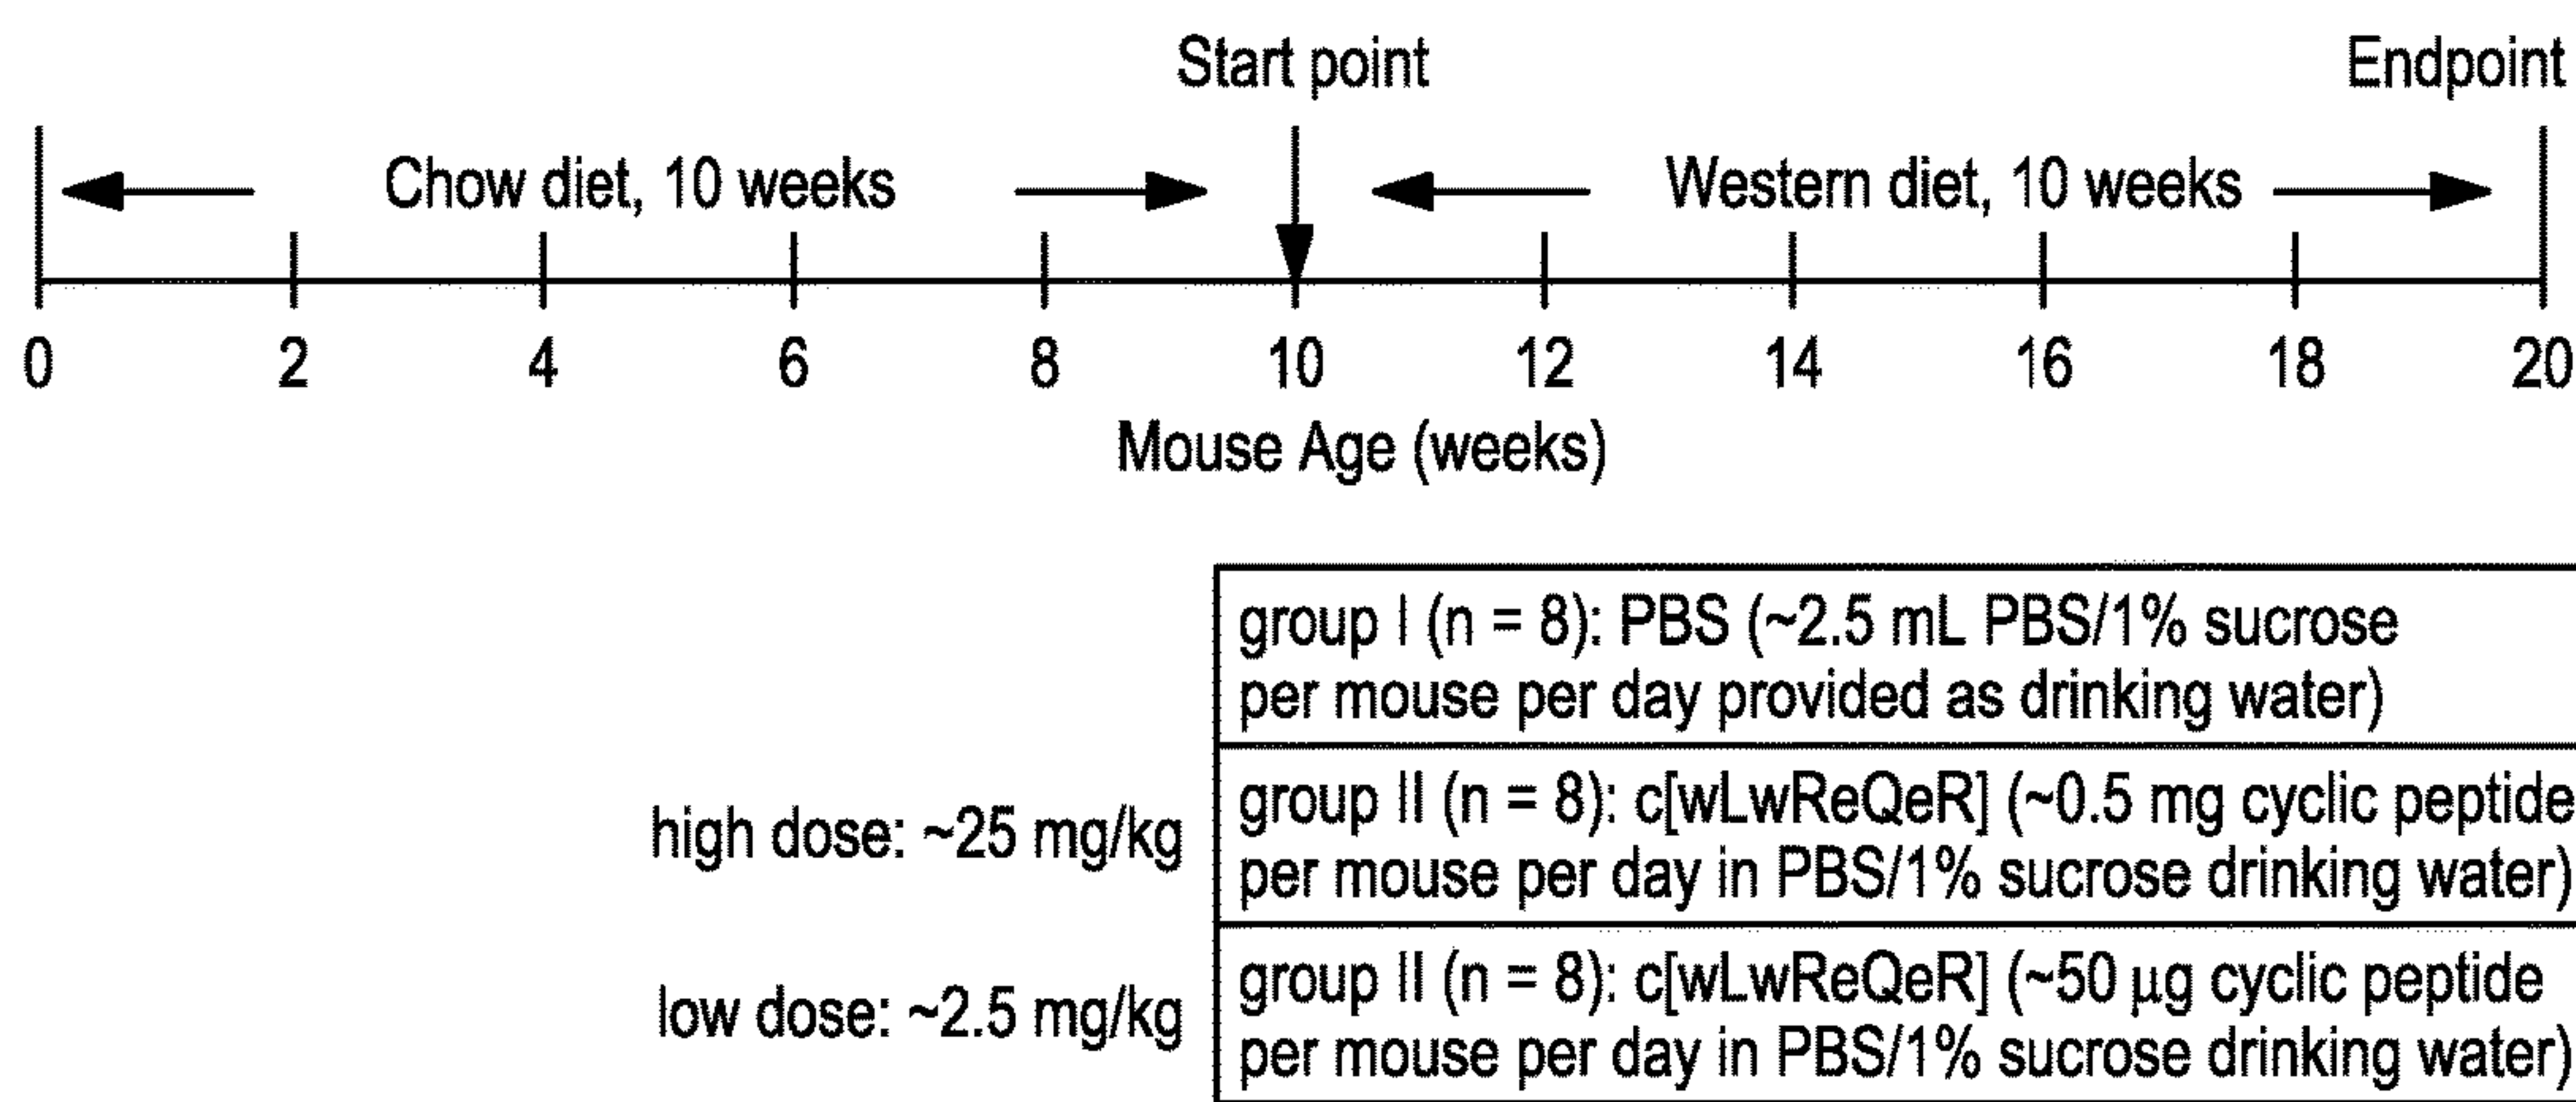 Start point Endpoint
Chow diet, 10 weeks Western diet, 10 weeks
0 2 4 6 8 10 12 14 16 18 20
Mouse Age (weeks)
group I (n = 8): PBS (~2.5 mL PBS/1% sucrose
per mouse per day provided as drinking water)
high dose: ~25 mg/kg
group II (n = 8): c[wLwReQeR] (~0.5 mg cyclic peptide
per mouse per day in PBS/1% sucrose drinking water)
low dose: ~2.5 mg/kg
group II (n = 8): c[wLwReQeR] (~50 μg cyclic peptide
per mouse per day in PBS/1% sucrose drinking water)